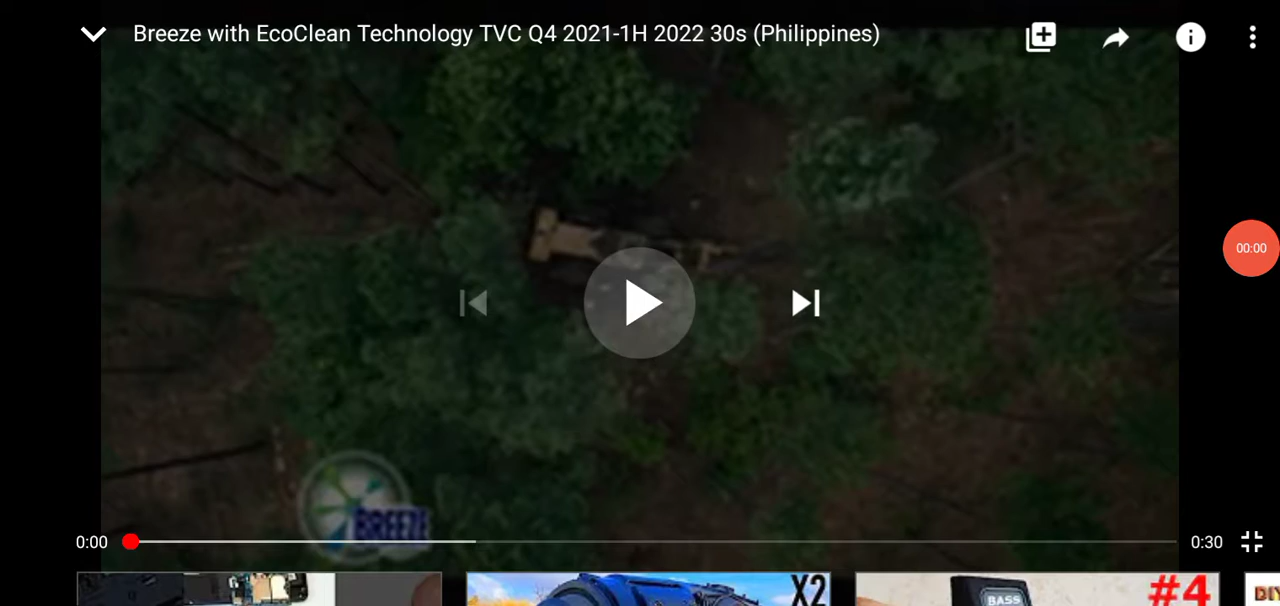 Breeze with EcoClean Technology TVC Q4 2021-1H 2022 30s (Philippines)
00:00
BREEZE
0:00
0:30
X2
BASS
#4